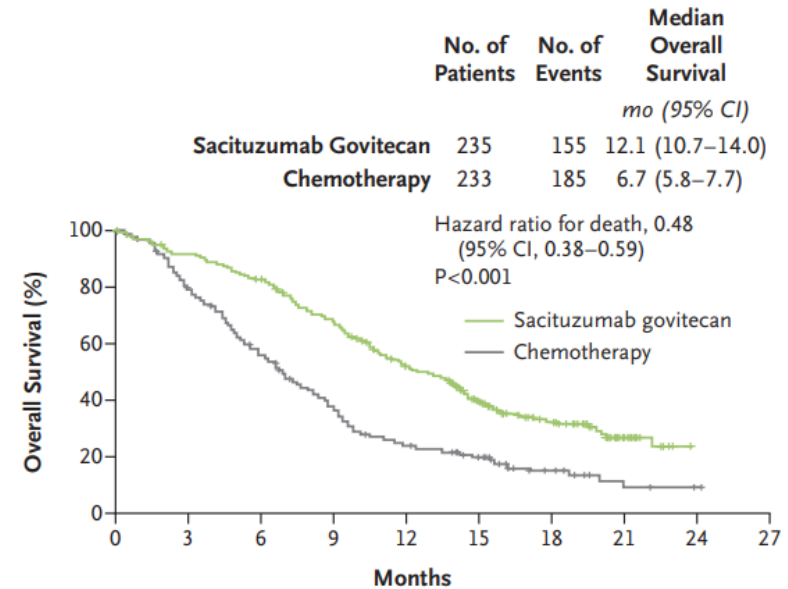 No. of Patients No. of Events Median Overall Survival
mo (95% CI)
Sacituzumab Govitecan 235 155 12.1 (10.7–14.0)
Chemotherapy 233 185 6.7 (5.8–7.7)
Hazard ratio for death, 0.48
(95% CI, 0.38–0.59)
P<0.001
Sacituzumab govitecan
Chemotherapy
Overall Survival (%)
100
80
60
40
20
0
0 3 6 9 12 15 18 21 24 27
Months